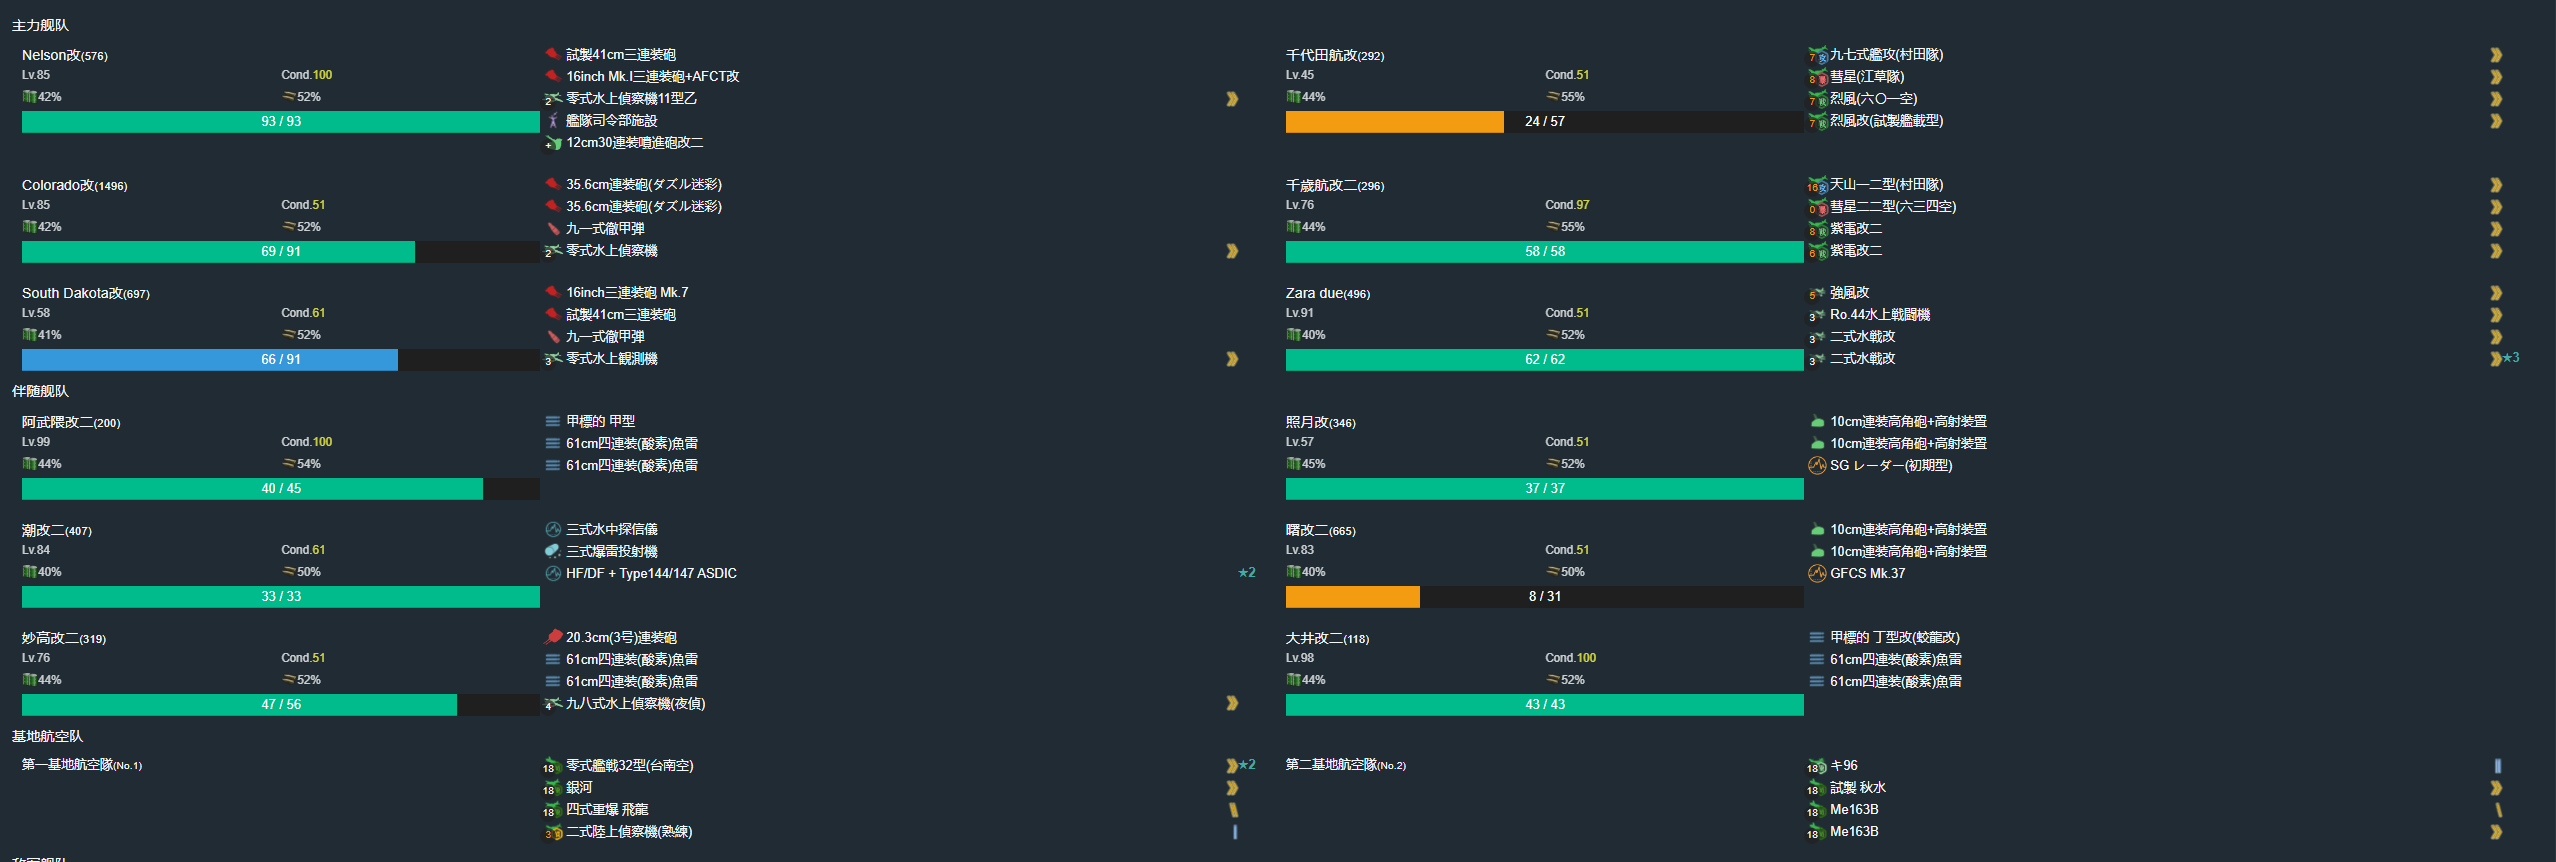 主力舰队
Nelson改(576)
Lv.85 Cond.100
42% 52%
93 / 93
試製41cm三連装砲
16inch Mk.I三連装砲+AFCT改
2 零式水上偵察機11型乙
艦隊司令部施設
12cm30連装噴進砲改二
千代田航改(292)
Lv.45 Cond.51
44% 55%
24 / 57
7 九七式艦攻(村田隊)
8 彗星(江草隊)
7 烈風(六〇一空)
7 烈風改(試製艦載型)
Colorado改(1496)
Lv.85 Cond.51
42% 52%
69 / 91
35.6cm連装砲(ダズル迷彩)
35.6cm連装砲(ダズル迷彩)
九一式徹甲弾
2 零式水上偵察機
千歳航改二(296)
Lv.76 Cond.97
44% 55%
58 / 58
16 天山一二型(村田隊)
0 彗星二二型(六三四空)
8 紫電改二
6 紫電改二
South Dakota改(697)
Lv.58 Cond.61
41% 52%
66 / 91
16inch三連装砲 Mk.7
試製41cm三連装砲
九一式徹甲弾
3 零式水上観測機
Zara due(496)
Lv.91 Cond.51
40% 52%
62 / 62
5 強風改
3 Ro.44水上戦闘機
3 二式水戦改
3 二式水戦改 ★3
伴随舰队
阿武隈改二(200)
Lv.99 Cond.100
44% 54%
40 / 45
甲標的 甲型
61cm四連装(酸素)魚雷
61cm四連装(酸素)魚雷
照月改(346)
Lv.57 Cond.51
45% 52%
37 / 37
10cm連装高角砲+高射装置
10cm連装高角砲+高射装置
SG レーダー(初期型)
潮改二(407)
Lv.84 Cond.61
40% 50%
33 / 33
三式水中探信儀
三式爆雷投射機
HF/DF + Type144/147 ASDIC ★2
曙改二(665)
Lv.83 Cond.51
40% 50%
8 / 31
10cm連装高角砲+高射装置
10cm連装高角砲+高射装置
GFCS Mk.37
妙高改二(319)
Lv.76 Cond.51
44% 52%
47 / 56
20.3cm(3号)連装砲
61cm四連装(酸素)魚雷
61cm四連装(酸素)魚雷
4 九八式水上偵察機(夜偵)
大井改二(118)
Lv.98 Cond.100
44% 52%
43 / 43
甲標的 丁型改(蛟龍改)
61cm四連装(酸素)魚雷
61cm四連装(酸素)魚雷
基地航空队
第一基地航空隊(No.1)
18 零式艦戦32型(台南空) ★2
18 銀河
18 四式重爆 飛龍
3 二式陸上偵察機(熟練)
第二基地航空隊(No.2)
18 キ96
18 試製 秋水
18 Me163B
18 Me163B